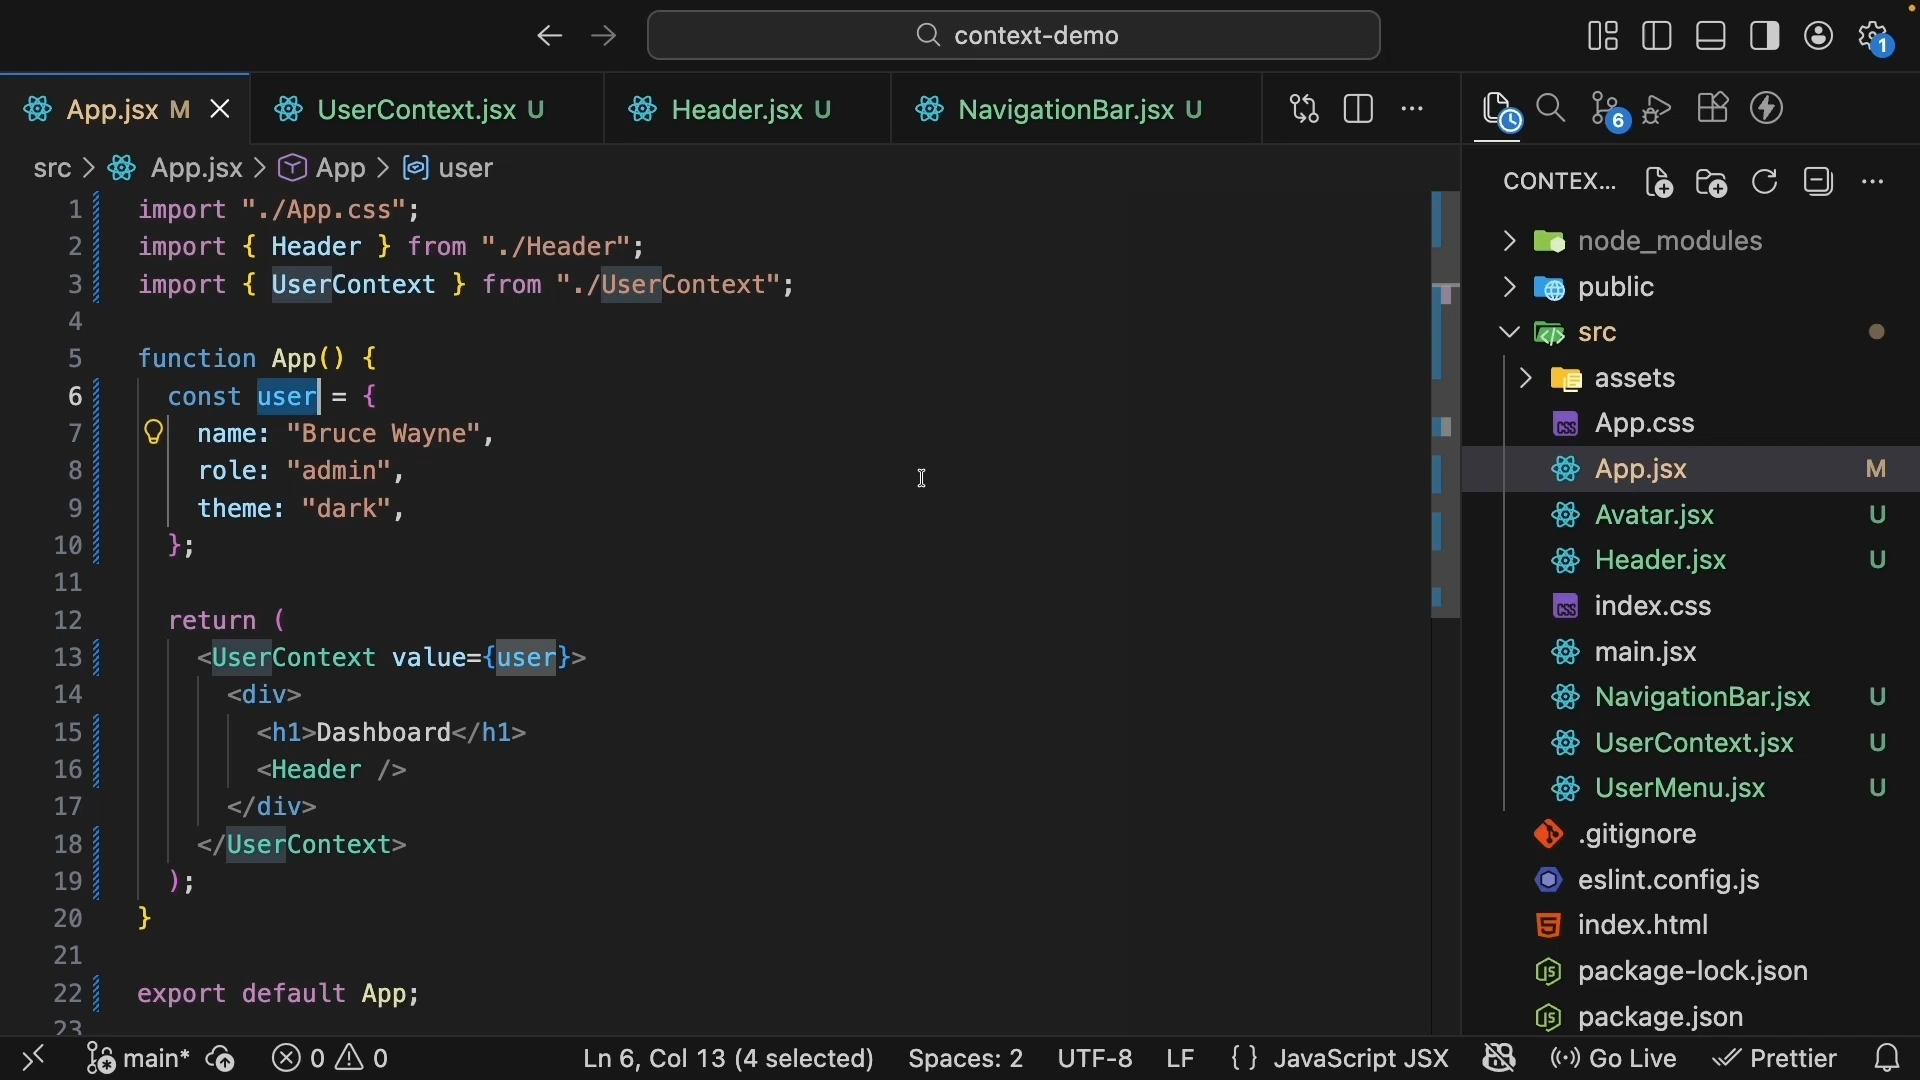 context-demo
1
App.jsx M
UserContext.jsx U
Header.jsx U
NavigationBar.jsx U
6
src > App.jsx > App > user
1 import "./App.css";
2 import { Header } from "./Header";
3 import { UserContext } from "./UserContext";
4
5 function App() {
6 const user = {
7 name: "Bruce Wayne",
8 role: "admin",
9 theme: "dark",
10 };
11
12 return (
13 <UserContext value={user}>
14 <div>
15 <h1>Dashboard</h1>
16 <Header />
17 </div>
18 </UserContext>
19 );
20 }
21
22 export default App;
23
CONTEX...
node_modules
public
src
assets
App.css
App.jsx M
Avatar.jsx U
Header.jsx U
index.css
main.jsx
NavigationBar.jsx U
UserContext.jsx U
UserMenu.jsx U
.gitignore
eslint.config.js
index.html
package-lock.json
package.json
main* 0 0 Ln 6, Col 13 (4 selected) Spaces: 2 UTF-8 LF { } JavaScript JSX Go Live Prettier